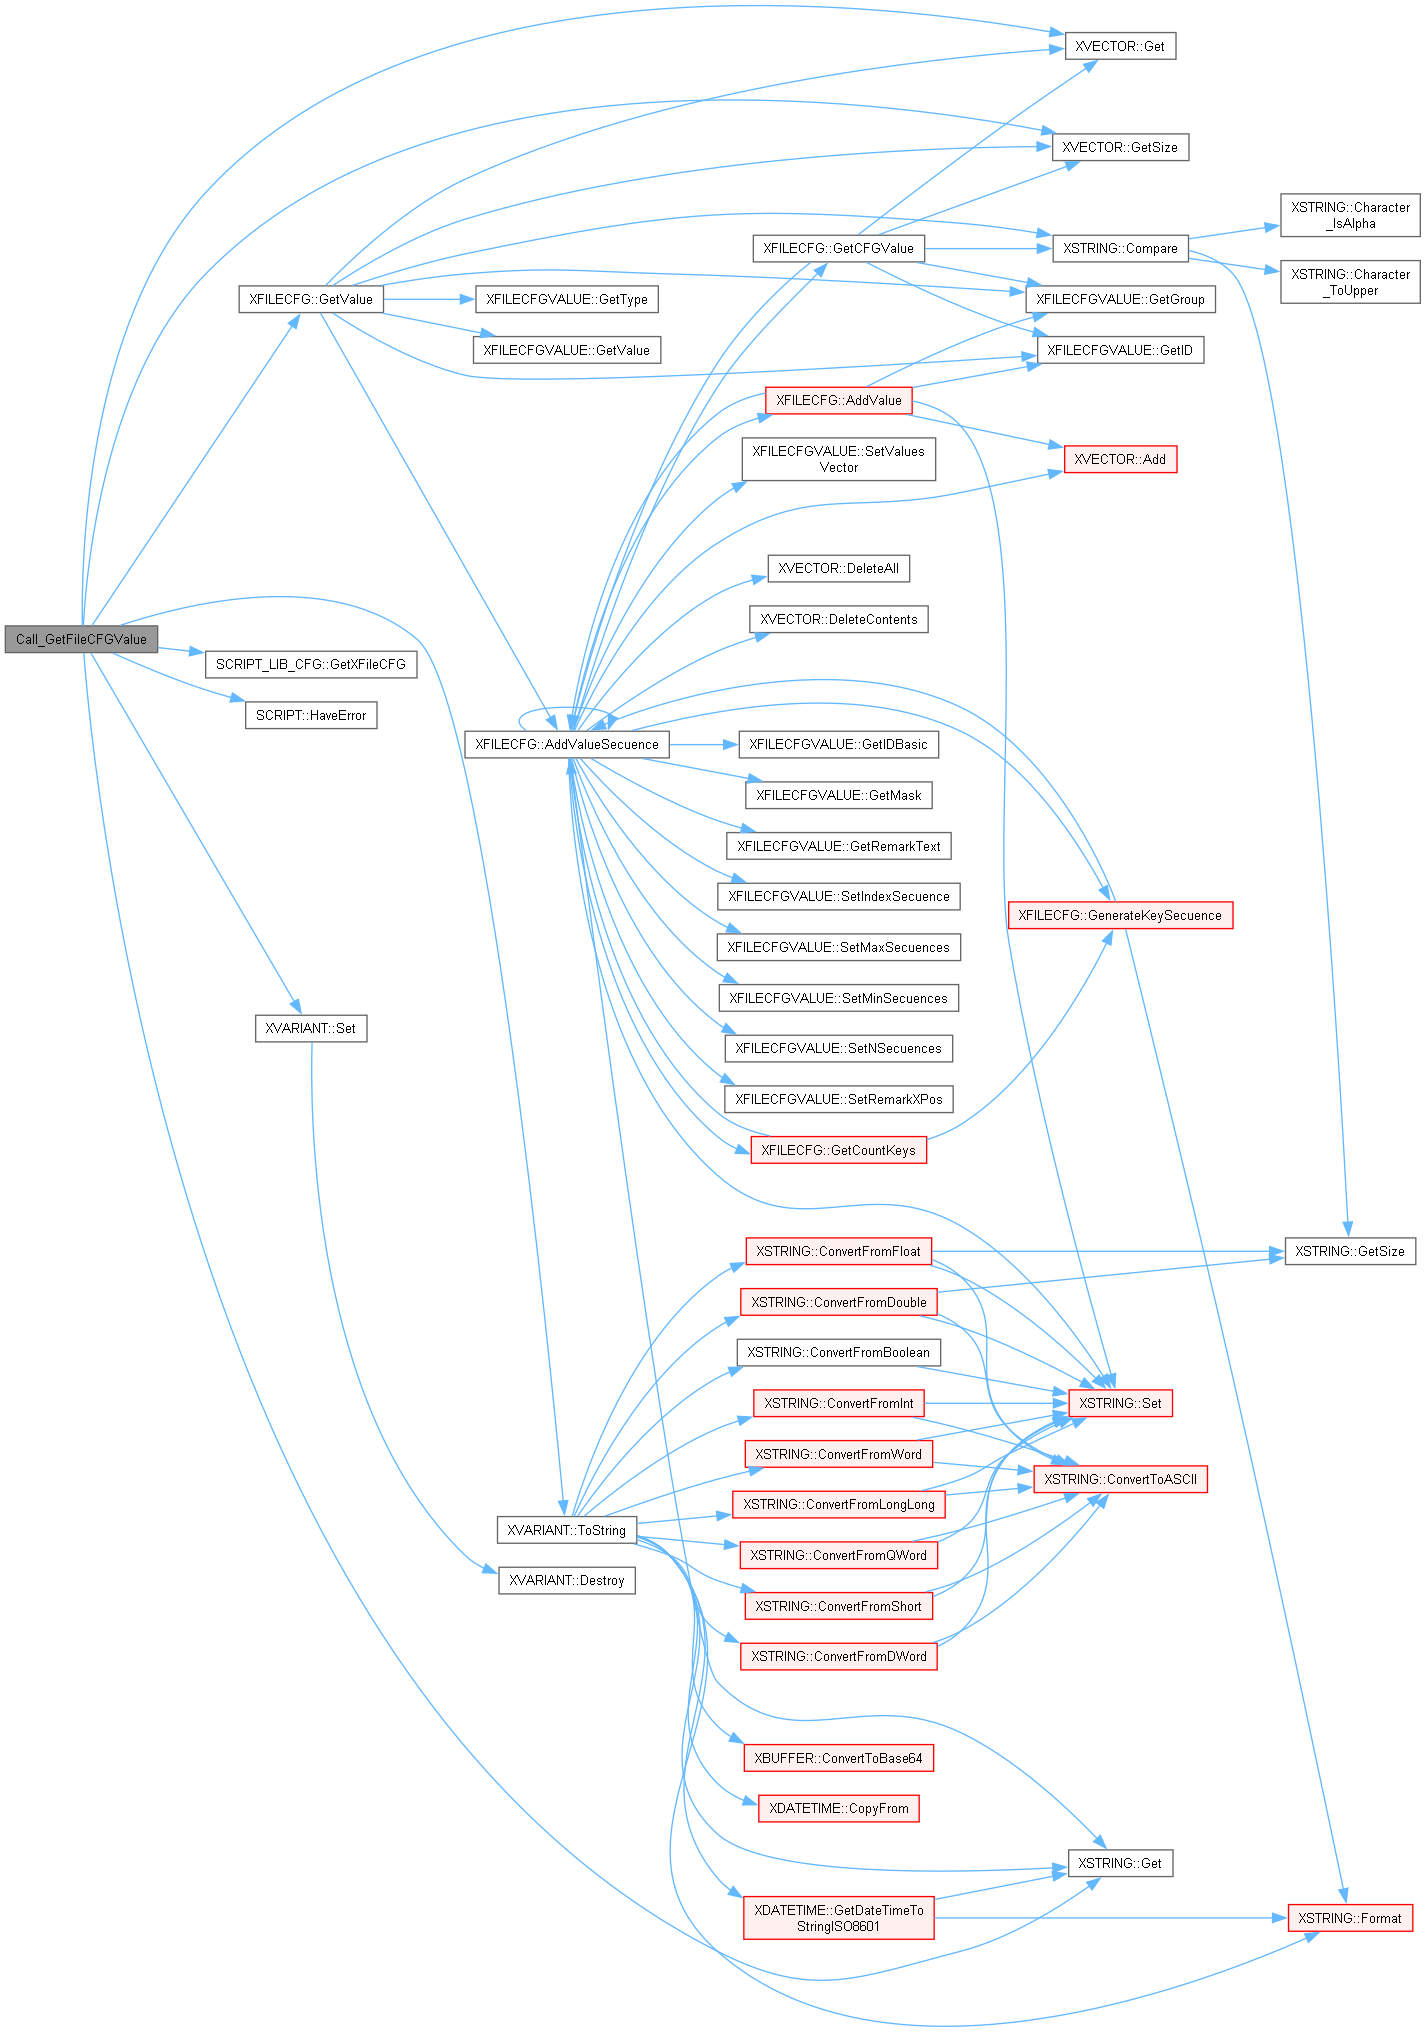 XVECTOR::Get
XVECTOR::GetSize
XSTRING::Character
_IsAlpha
XFILECFG::GetCFGValue
XSTRING::Compare
XSTRING::Character
_ToUpper
XFILECFG::GetValue
XFILECFGVALUE::GetType
XFILECFGVALUE::GetGroup
XFILECFGVALUE::GetValue
XFILECFGVALUE::GetID
XFILECFG::AddValue
XFILECFGVALUE::SetValues
Vector
XVECTOR::Add
XVECTOR::DeleteAll
XVECTOR::DeleteContents
Call_GetFileCFGValue
SCRIPT_LIB_CFG::GetXFileCFG
SCRIPT::HaveError
XFILECFG::AddValueSecuence
XFILECFGVALUE::GetIDBasic
XFILECFGVALUE::GetMask
XFILECFGVALUE::GetRemarkText
XFILECFGVALUE::SetIndexSecuence
XFILECFG::GenerateKeySecuence
XFILECFGVALUE::SetMaxSecuences
XFILECFGVALUE::SetMinSecuences
XVARIANT::Set
XFILECFGVALUE::SetNSecuences
XFILECFGVALUE::SetRemarkXPos
XFILECFG::GetCountKeys
XSTRING::ConvertFromFloat
XSTRING::GetSize
XSTRING::ConvertFromDouble
XSTRING::ConvertFromBoolean
XSTRING::ConvertFromInt
XSTRING::Set
XSTRING::ConvertFromWord
XSTRING::ConvertToASCII
XSTRING::ConvertFromLongLong
XVARIANT::ToString
XSTRING::ConvertFromQWord
XVARIANT::Destroy
XSTRING::ConvertFromShort
XSTRING::ConvertFromDWord
XBUFFER::ConvertToBase64
XDATETIME::CopyFrom
XSTRING::Get
XDATETIME::GetDateTimeTo
StringISO8601
XSTRING::Format